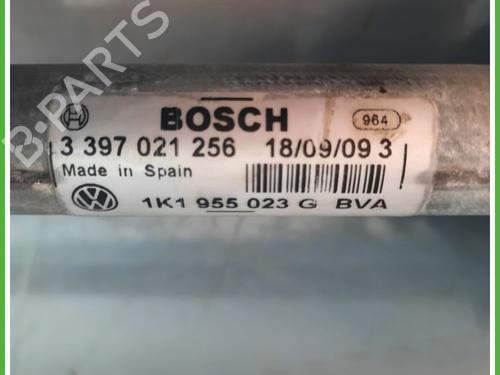 B-PARTS
BOSCH 964
3 397 021 256 18/09/09 3
Made in Spain
1K1 955 023 G BVA